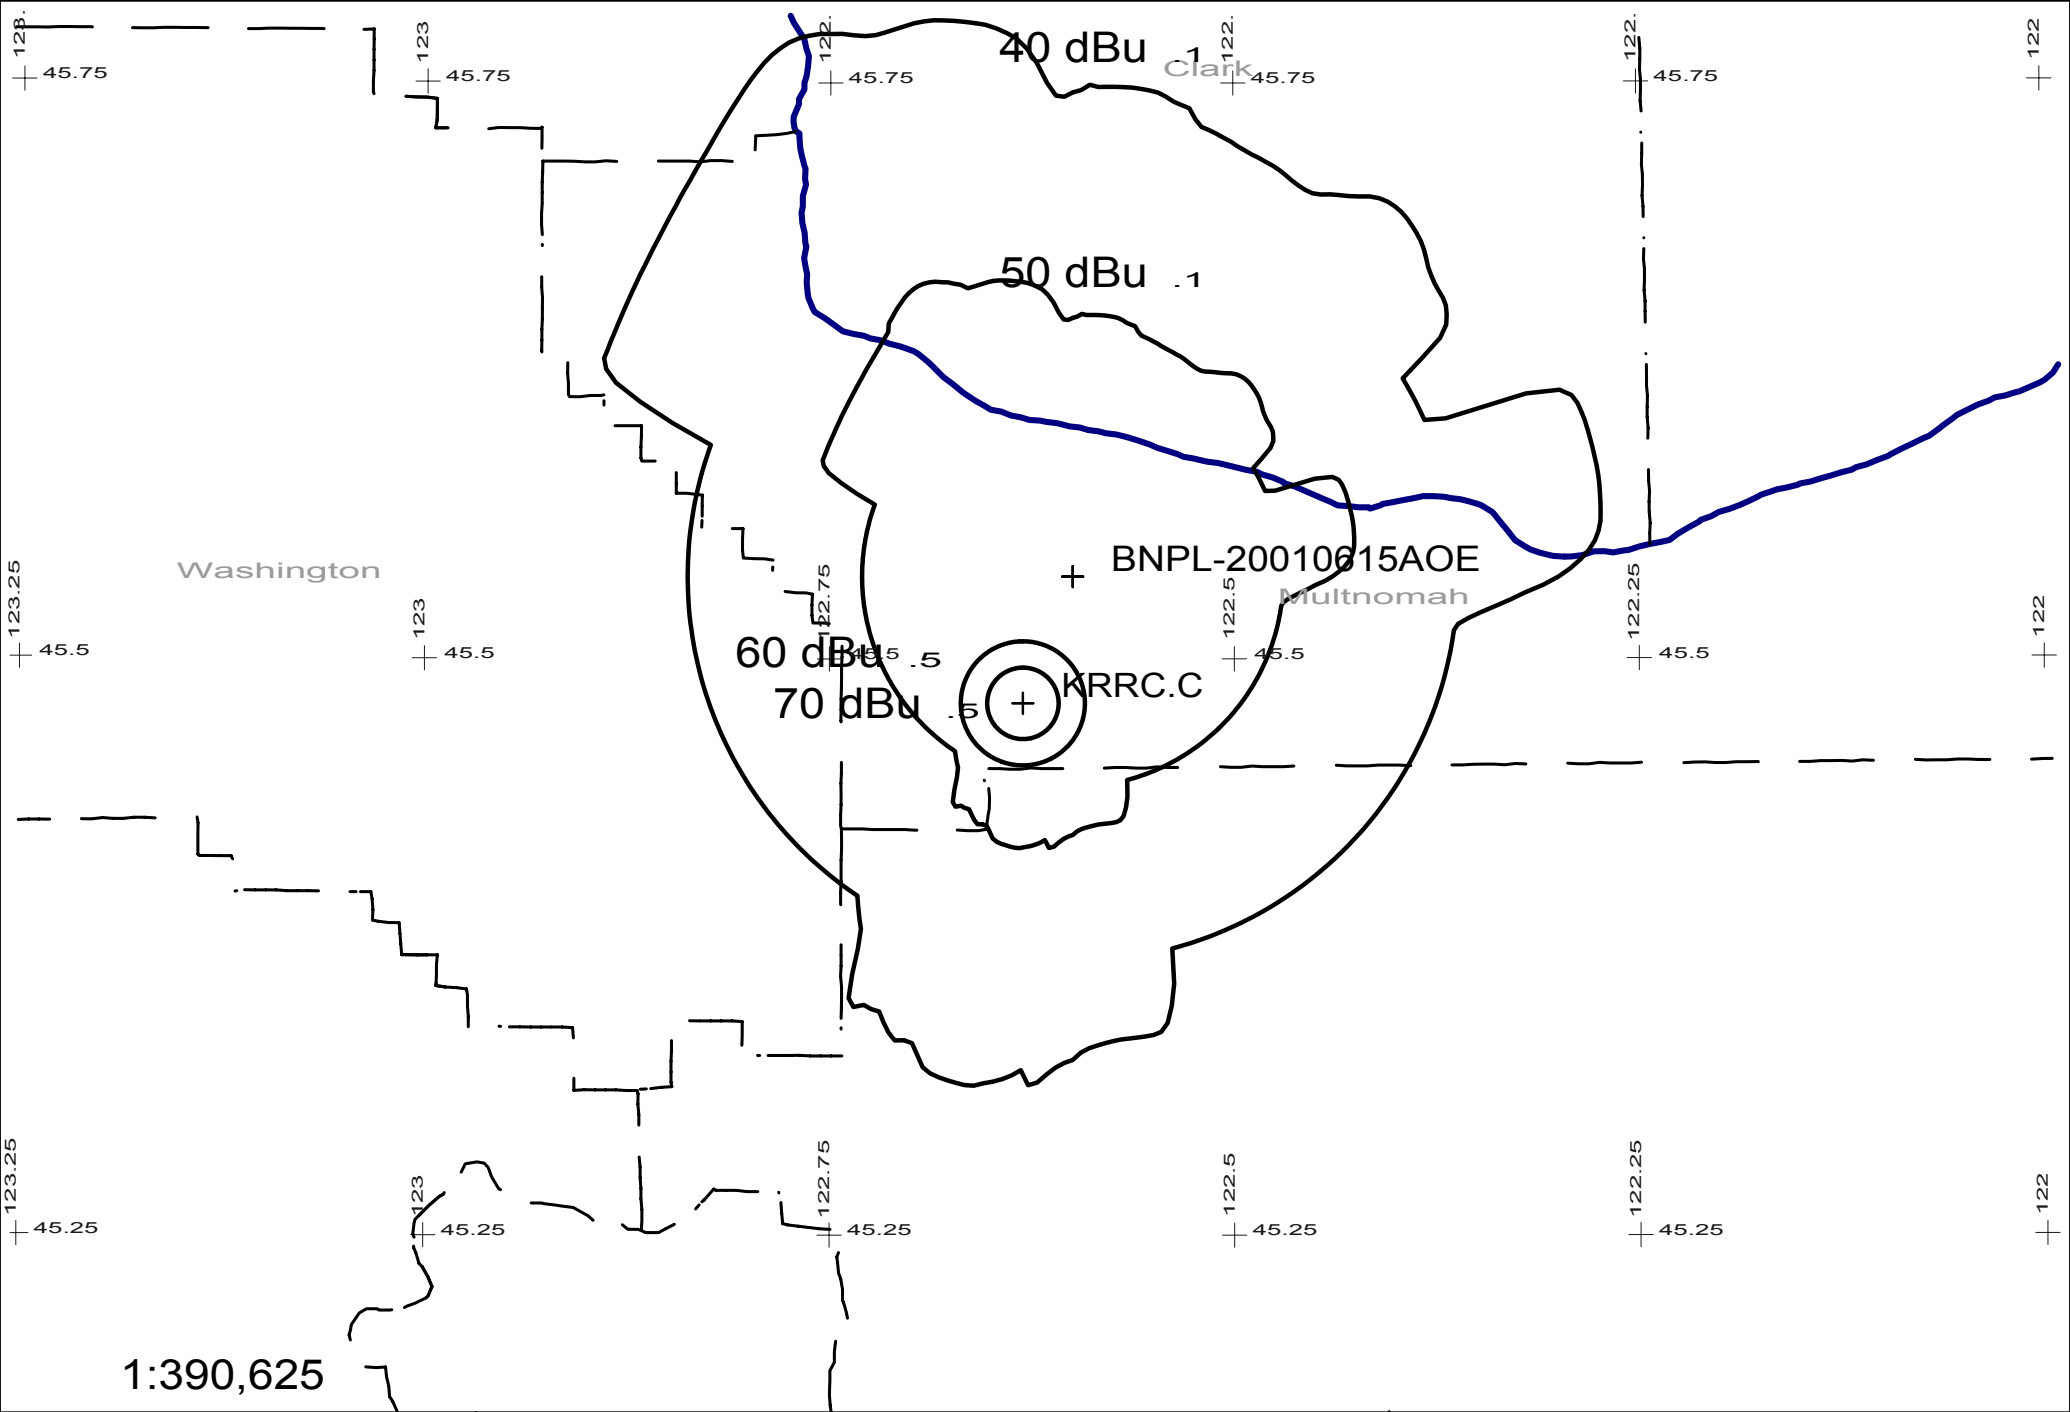 123. 123 122. 122. 122. 122
40 dBu .1
Clark
45.75 45.75 45.75 45.75 45.75
50 dBu .1
BNPL-20010615AOE
Washington
Multnomah
123.25 123 122.75 122.5 122.25 122
45.5 45.5 45.5 45.5 45.5
60 dBu .5
KRRC.C
70 dBu .5
123.25 123 122.75 122.5 122.25 122
45.25 45.25 45.25 45.25 45.25
1:390,625